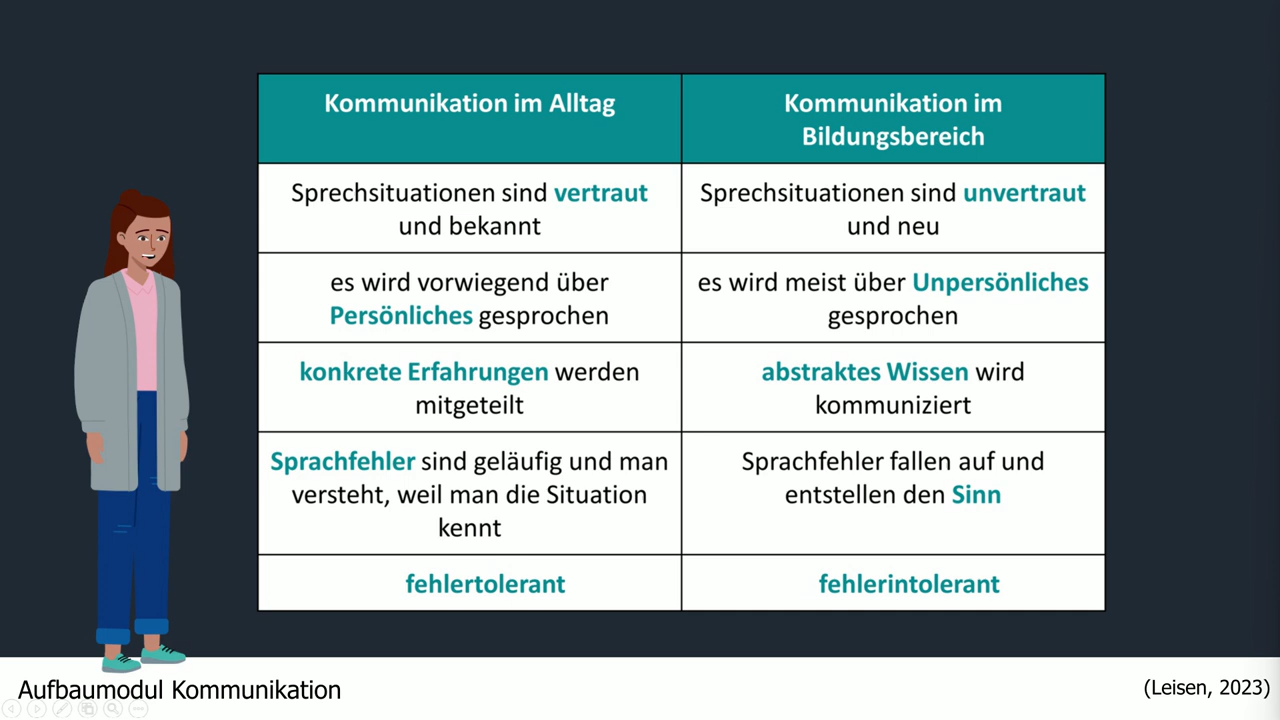 Kommunikation im Alltag
Kommunikation im
Bildungsbereich
Sprechsituationen sind vertraut
und bekannt
Sprechsituationen sind unvertraut
und neu
es wird vorwiegend über
Persönliches gesprochen
es wird meist über Unpersönliches
gesprochen
konkrete Erfahrungen werden
mitgeteilt
abstraktes Wissen wird
kommuniziert
Sprachfehler sind geläufig und man
versteht, weil man die Situation
kennt
Sprachfehler fallen auf und
entstellen den Sinn
fehlertolerant
fehlerintolerant
Aufbaumodul Kommunikation
(Leisen, 2023)